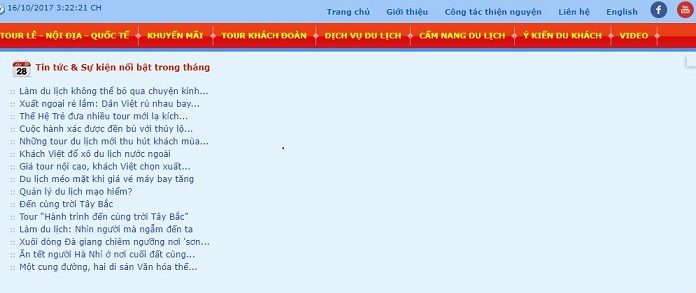 16/10/2017 3:22:21 CH
Trang chủ Giới thiệu Công tác thiện nguyện Liên hệ English
TOUR LẺ - NỘI ĐỊA - QUỐC TẾ KHUYẾN MÃI TOUR KHÁCH ĐOÀN DỊCH VỤ DU LỊCH CẨM NANG DU LỊCH Ý KIẾN DU KHÁCH VIDEO
28 Tin tức & Sự kiện nổi bật trong tháng
:: Làm du lịch không thể bỏ qua chuyện kinh...
:: Xuất ngoại rẻ lắm: Dân Việt rủ nhau bay...
:: Thế Hệ Trẻ đưa nhiều tour mới lạ kích...
:: Cuộc hành xác được đền bù với thủy lộ...
:: Những tour du lịch mới thu hút khách mùa...
:: Khách Việt đổ xô du lịch nước ngoài
:: Giá tour nội cao, khách Việt chọn xuất...
:: Du lịch méo mặt khi giá vé máy bay tăng
:: Quản lý du lịch mạo hiểm?
:: Đến cùng trời Tây Bắc
:: Tour “Hành trình đến cùng trời Tây Bắc”
:: Làm du lịch: Nhìn người mà ngẫm đến ta
:: Xuôi dòng Đà giang chiêm ngưỡng nơi 'sơn...
:: Ăn tết người Hà Nhì ở nơi cuối đất cùng...
:: Một cung đường, hai di sản Văn hóa thế...